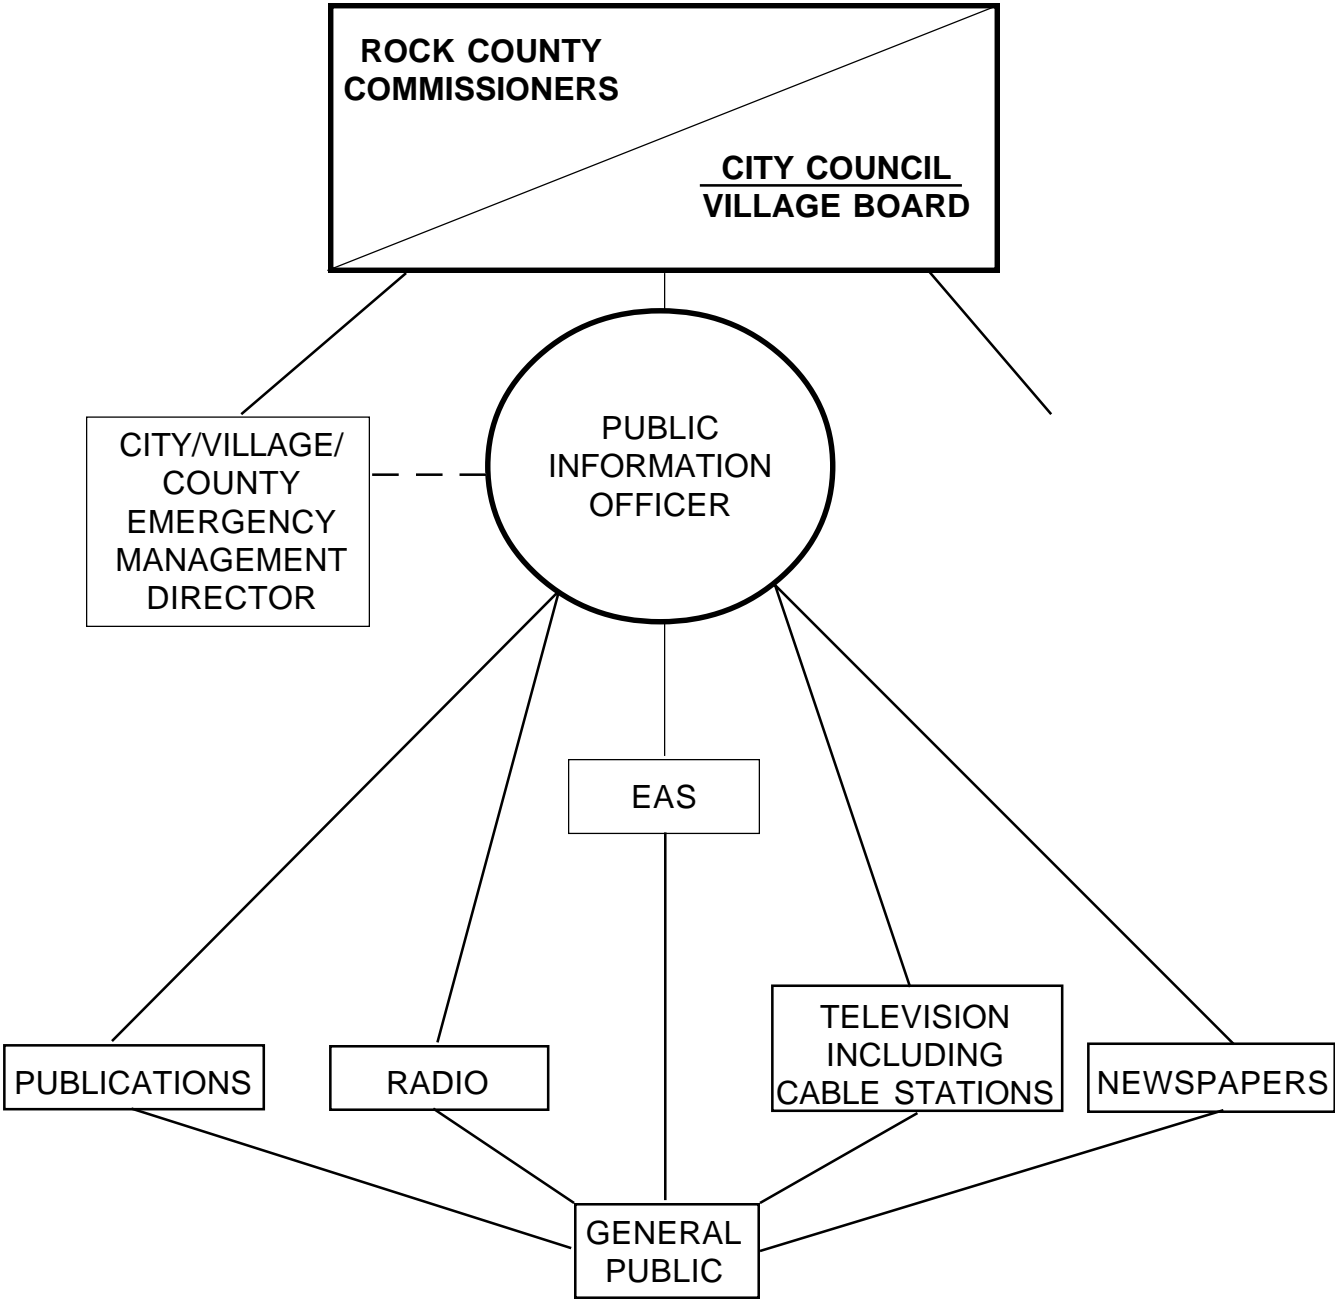 ROCK COUNTY
COMMISSIONERS
CITY COUNCIL
VILLAGE BOARD
CITY/VILLAGE/
COUNTY
EMERGENCY
MANAGEMENT
DIRECTOR
PUBLIC
INFORMATION
OFFICER
EAS
PUBLICATIONS
RADIO
TELEVISION
INCLUDING
CABLE STATIONS
NEWSPAPERS
GENERAL
PUBLIC